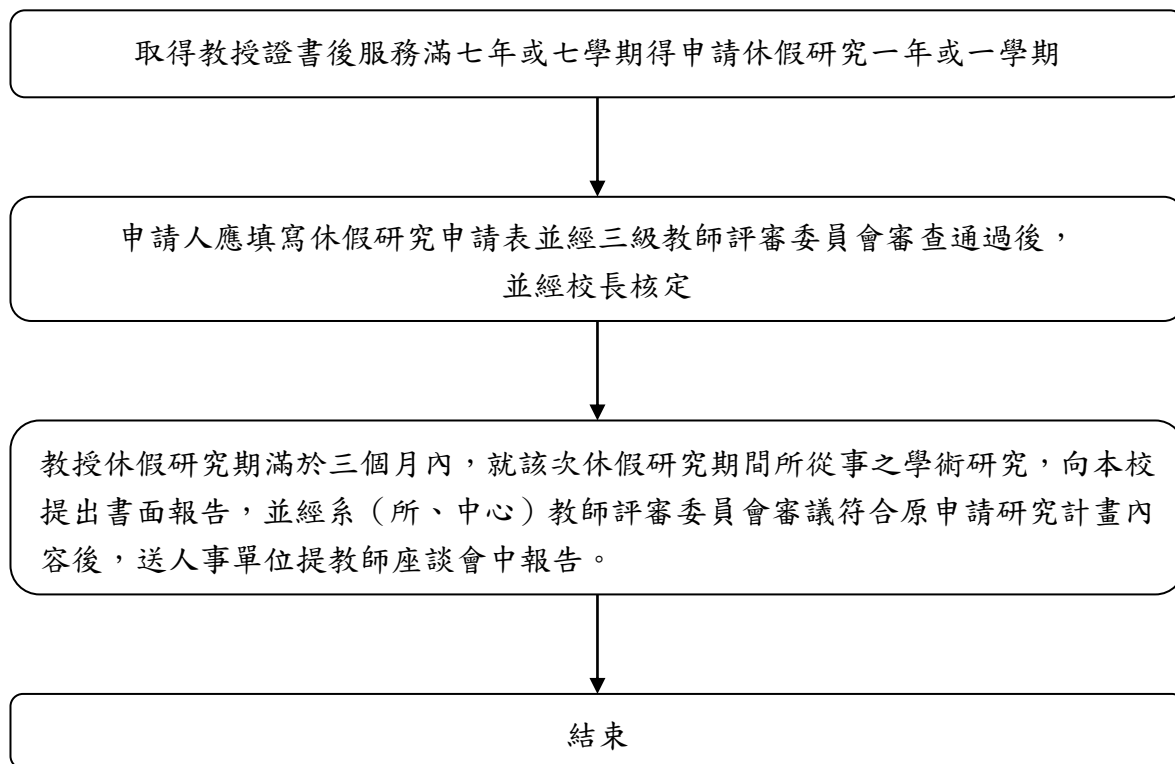 取得教授證書後服務滿七年或七學期得申請休假研究一年或一學期
申請人應填寫休假研究申請表並經三級教師評審委員會審查通過後，
並經校長核定
教授休假研究期滿於三個月內，就該次休假研究期間所從事之學術研究，向本校
提出書面報告，並經系（所、中心）教師評審委員會審議符合原申請研究計畫內
容後，送人事單位提教師座談會中報告。
結束